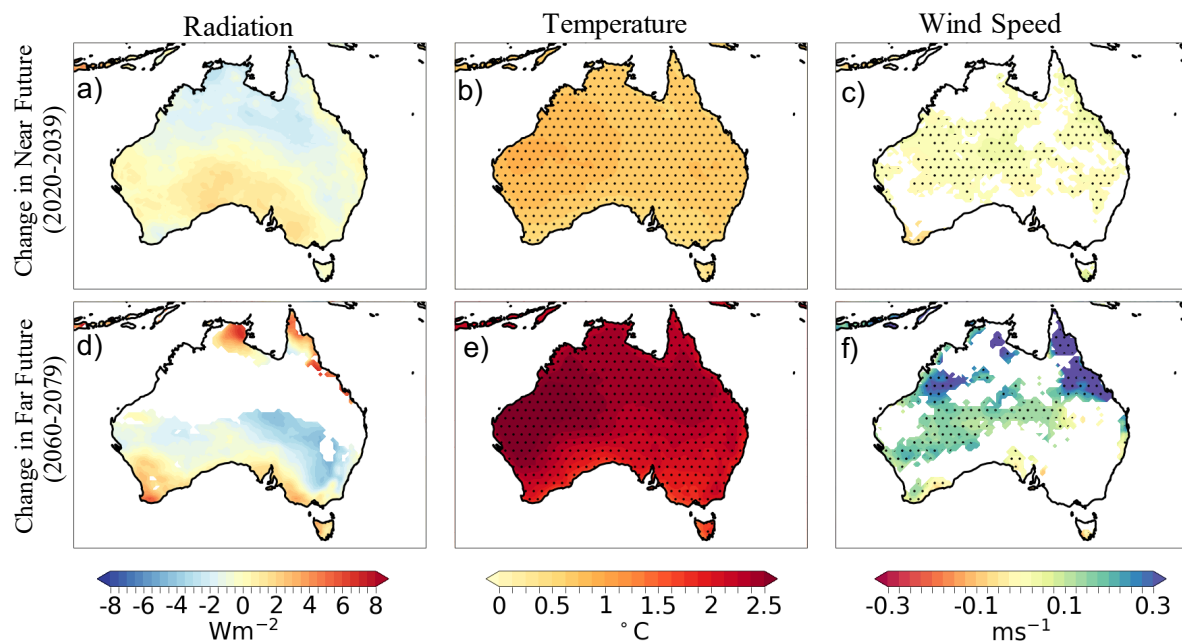 Radiation Temperature Wind Speed
Change in Near Future
(2020-2039)
a) b) c)
Change in Far Future
(2060-2079)
d) e) f)
-8 -6 -4 -2 0 2 4 6 8 0 0.5 1 1.5 2 2.5 -0.3 -0.1 0.1 0.3
Wm⁻² °C ms⁻¹